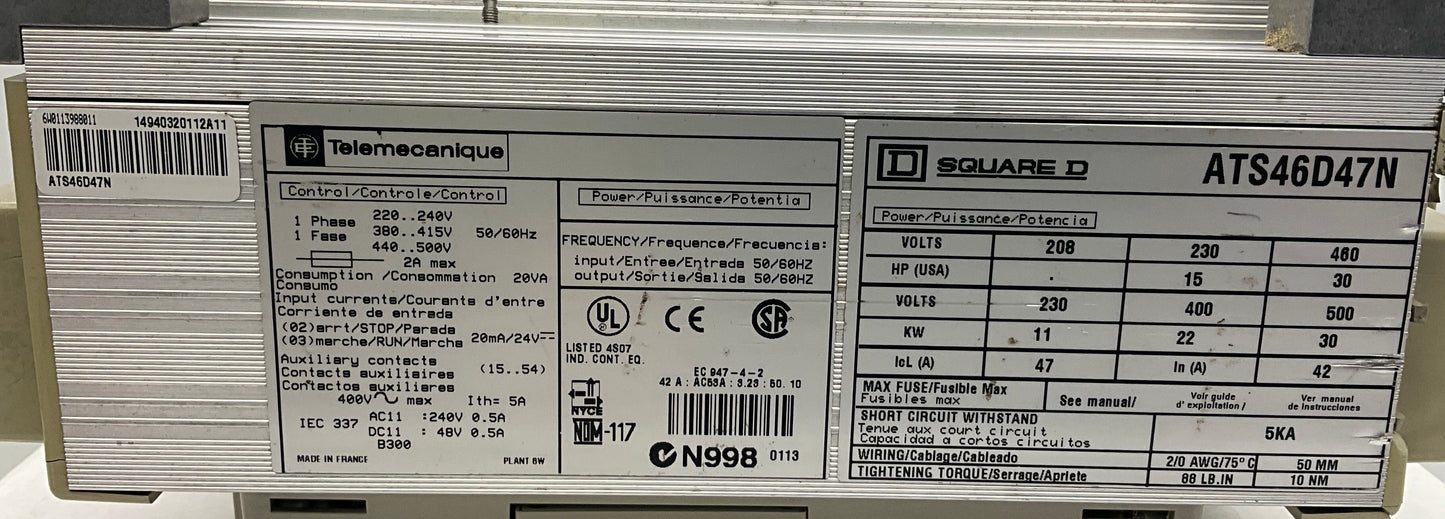 6W0113988011 14940320112A11
ATS46D47N
Telemecanique
Control/Controle/Control
1 Phase 220..240V
1 Fase 380..415V 50/60Hz
440..500V
2A max
Consumption /Consommation 20VA
Consumo
Input currents/Courants d'entre
Corriente de entrada
(02)arrt/STOP/Parada
(03)marche/RUN/Marcha 20mA/24V
Auxiliary contacts
Contacts auxiliaires (15..54)
Contactos auxiliares
400V max Ith= 5A
IEC 337 AC11 :240V 0.5A
DC11 : 48V 0.5A
B300
MADE IN FRANCE PLANT 8W
Power/Puissance/Potentia
FREQUENCY/Frequence/Frecuencia:
input/Entree/Entrada 50/60HZ
output/Sortie/Salida 50/60HZ
UL CE SA
LISTED 4S07
IND. CONT. EQ.
EC 947-4-2
42 A : AC53A : 3.23 : 50. 10
NYCE
NOM-117
N998 0113
D SQUARE D ATS46D47N
Power/Puissance/Potencia
VOLTS 208 230 460
HP (USA) . 15 30
VOLTS 230 400 500
KW 11 22 30
IcL (A) 47 In (A) 42
MAX FUSE/Fusible Max
Fusibles max
See manual/ Voir guide d' exploitation / Ver manual de instrucciones
SHORT CIRCUIT WITHSTAND
Tenue aux court circuit
Capacidad a cortos circuitos
5KA
WIRING/Cablage/Cableado 2/0 AWG/75° C 50 MM
TIGHTENING TORQUE/Serrage/Apriete 88 LB.IN 10 NM